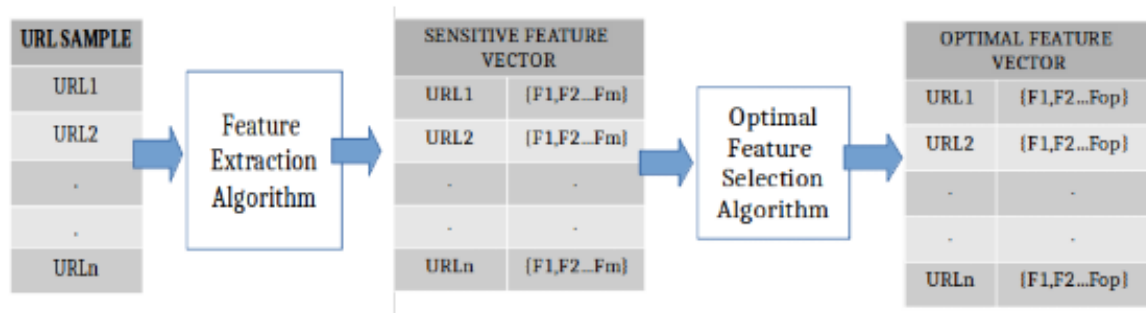 URL SAMPLE
URL1
URL2
.
.
URLn
Feature
Extraction
Algorithm
SENSITIVE FEATURE
VECTOR
URL1 {F1,F2...Fm}
URL2 {F1,F2...Fm}
. .
. .
URLn {F1,F2...Fm}
Optimal
Feature
Selection
Algorithm
OPTIMAL FEATURE
VECTOR
URL1 {F1,F2...Fop}
URL2 {F1,F2...Fop}
. .
. .
URLn {F1,F2...Fop}